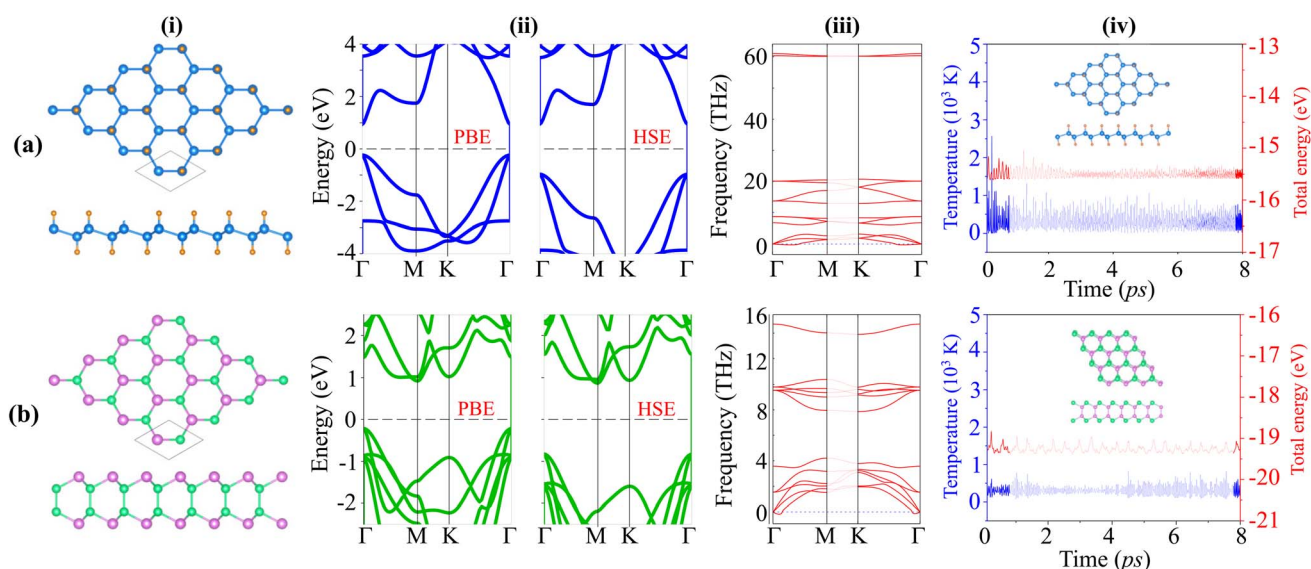 (i) (ii) (iii) (iv)
(a)
Energy (eV)
4
2
0
-2
-4
PBE
HSE
Γ M K Γ
Γ M K Γ
Frequency (THz)
60
40
20
0
Γ M K Γ
Temperature (10³ K)
5
4
3
2
1
0
Total energy (eV)
-13
-14
-15
-16
-17
0 2 4 6 8
Time (ps)
(b)
Energy (eV)
2
1
0
-1
-2
PBE
HSE
Γ M K Γ
Γ M K Γ
Frequency (THz)
16
12
8
4
0
Γ M K Γ
Temperature (10³ K)
5
4
3
2
1
0
Total energy (eV)
-16
-17
-18
-19
-20
-21
0 2 4 6 8
Time (ps)